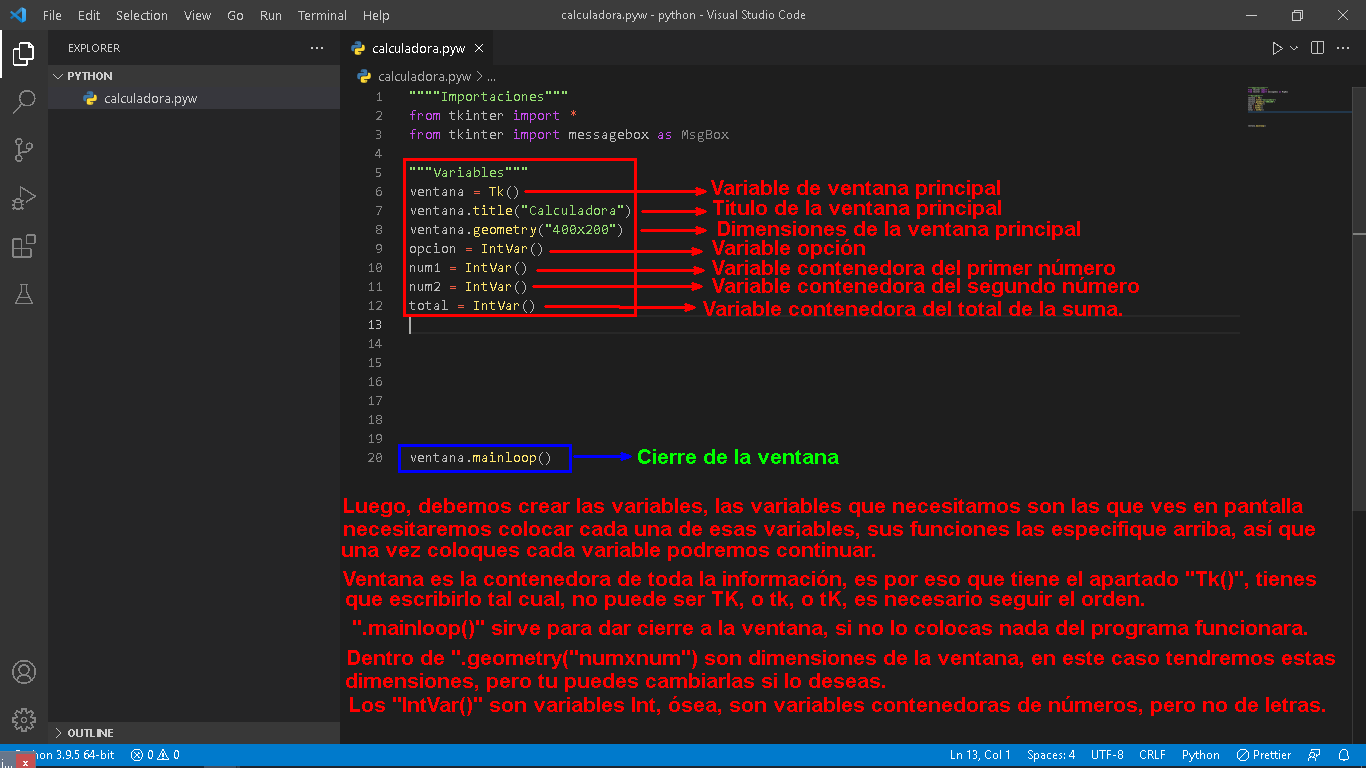 File Edit Selection View Go Run Terminal Help
calculadora.pyw - python - Visual Studio Code
EXPLORER
PYTHON
calculadora.pyw
calculadora.pyw
calculadora.pyw > ...
1 """"Importaciones"""
2 from tkinter import *
3 from tkinter import messagebox as MsgBox
4
5 """Variables"""
6 ventana = Tk() Variable de ventana principal
7 ventana.title("Calculadora") Titulo de la ventana principal
8 ventana.geometry("400x200") Dimensiones de la ventana principal
9 opcion = IntVar() Variable opción
10 num1 = IntVar() Variable contenedora del primer número
11 num2 = IntVar() Variable contenedora del segundo número
12 total = IntVar() Variable contenedora del total de la suma.
13
14
15
16
17
18
19
20 ventana.mainloop() Cierre de la ventana
Luego, debemos crear las variables, las variables que necesitamos son las que ves en pantalla
necesitaremos colocar cada una de esas variables, sus funciones las especifique arriba, así que
una vez coloques cada variable podremos continuar.
Ventana es la contenedora de toda la información, es por eso que tiene el apartado "Tk()", tienes
que escribirlo tal cual, no puede ser TK, o tk, o tK, es necesario seguir el orden.
".mainloop()" sirve para dar cierre a la ventana, si no lo colocas nada del programa funcionara.
Dentro de ".geometry("numxnum") son dimensiones de la ventana, en este caso tendremos estas
dimensiones, pero tu puedes cambiarlas si lo deseas.
Los "IntVar()" son variables Int, ósea, son variables contenedoras de números, pero no de letras.
OUTLINE
on 3.9.5 64-bit 0 0 Ln 13, Col 1 Spaces: 4 UTF-8 CRLF Python Prettier